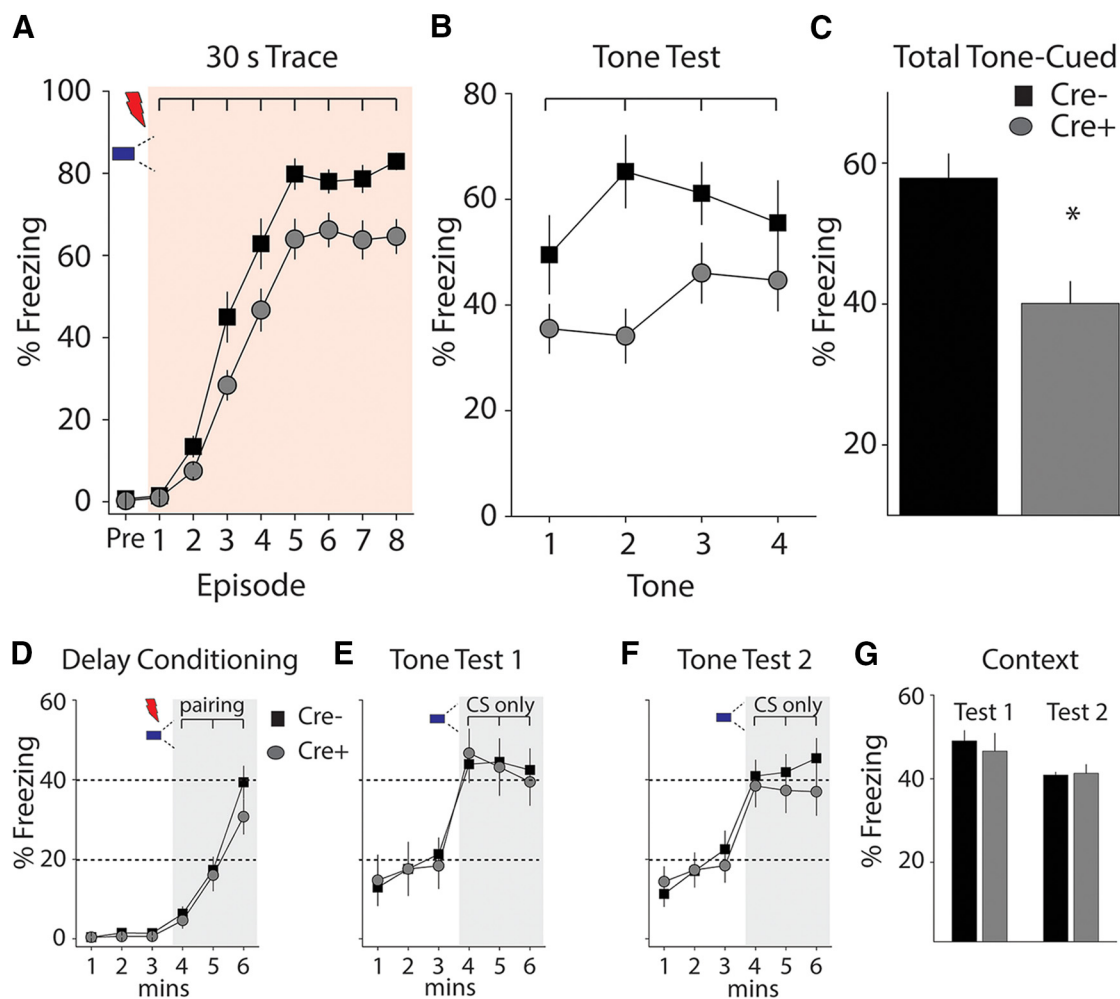 A
30 s Trace
% Freezing
100
80
60
40
20
0
Pre 1 2 3 4 5 6 7 8
Episode
B
Tone Test
% Freezing
80
60
40
20
0
1 2 3 4
Tone
C
Total Tone-Cued
Cre-
Cre+
% Freezing
60
40
20
*
D
Delay Conditioning
% Freezing
60
40
20
0
pairing
Cre-
Cre+
1 2 3 4 5 6
mins
E
Tone Test 1
CS only
1 2 3 4 5 6
mins
F
Tone Test 2
CS only
1 2 3 4 5 6
mins
G
Context
% Freezing
60
40
20
Test 1 Test 2